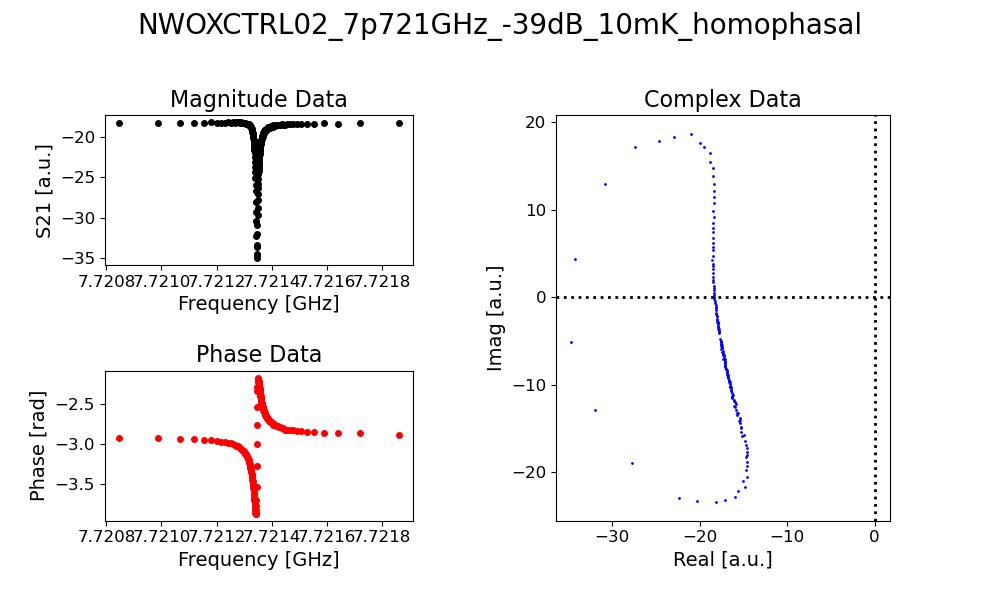 NWOXCTRL02_7p721GHz_-39dB_10mK_homophasal
Magnitude Data
S21 [a.u.]
−20
−25
−30
−35
7.7208 7.7210 7.7212 7.7214 7.7216 7.7218
Frequency [GHz]
Phase Data
Phase [rad]
−2.5
−3.0
−3.5
7.7208 7.7210 7.7212 7.7214 7.7216 7.7218
Frequency [GHz]
Complex Data
Imag [a.u.]
20
10
0
−10
−20
−30 −20 −10 0
Real [a.u.]